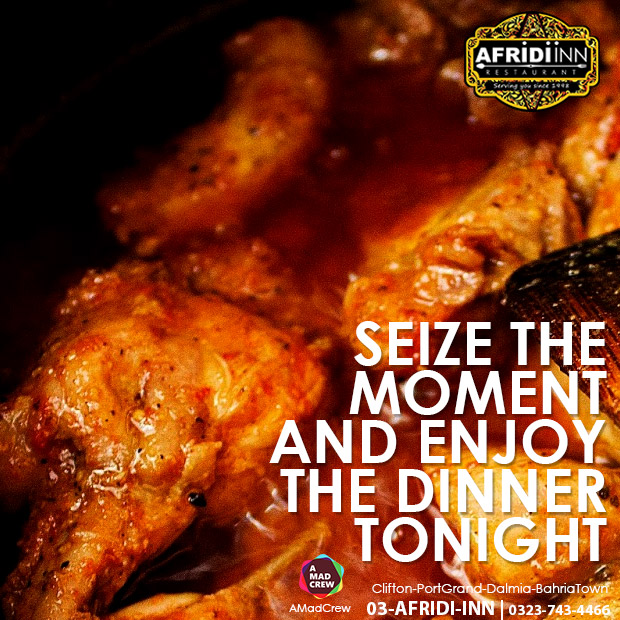 AFRIDI INN
RESTAURANT
Serving you since 1998
SEIZE THE
MOMENT
AND ENJOY
THE DINNER
TONIGHT
A
MAD
CREW
AMadCrew
Clifton-PortGrand-Dalmia-BahriaTown
03-AFRIDI-INN | 0323-743-4466